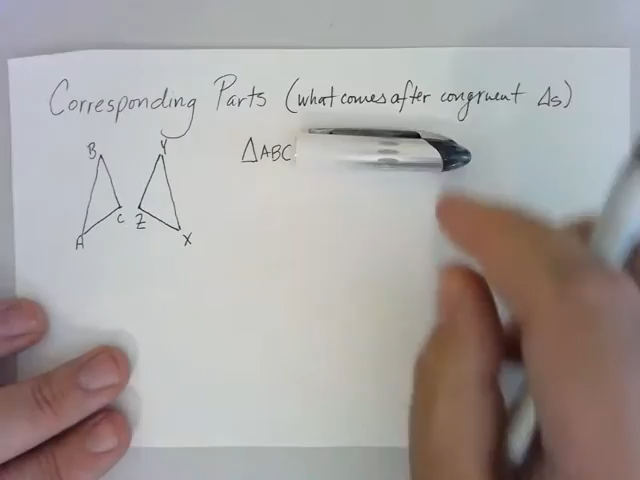 Corresponding Parts (what comes after congruent Δs)
B Y ΔABC
C Z
A X